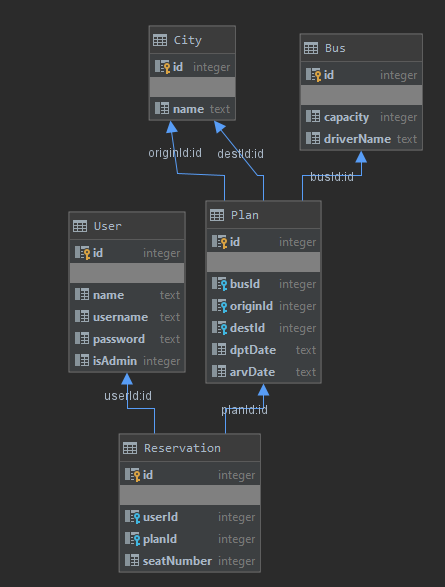 City
id integer
name text
Bus
id integer
capacity integer
driverName text
originId:id
destId:id
busId:id
User
id integer
name text
username text
password text
isAdmin integer
Plan
id integer
busId integer
originId integer
destId integer
dptDate text
arvDate text
userId:id
planId:id
Reservation
id integer
userId integer
planId integer
seatNumber integer